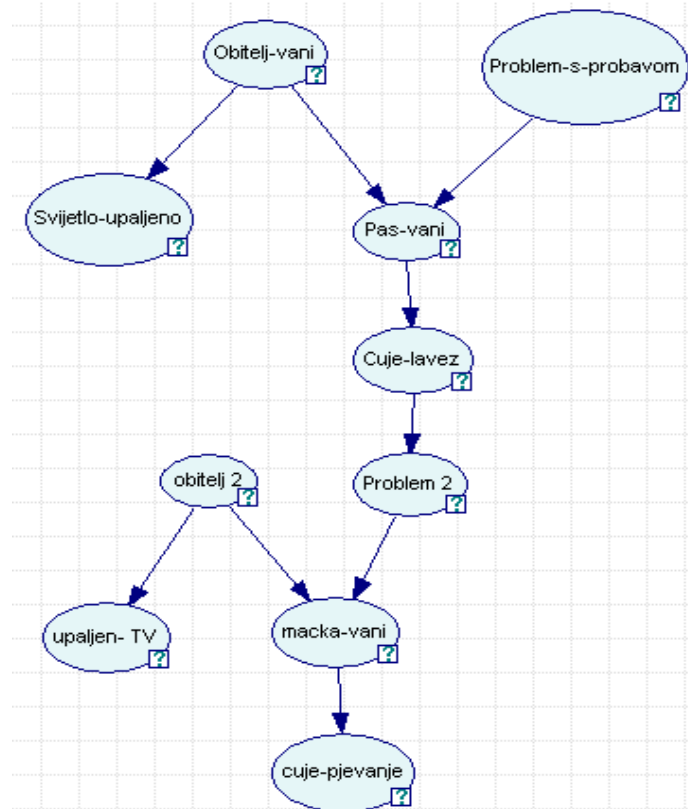 Obitelj-vani
?
Problem-s-probavom
?
Svijetlo-upaljeno
?
Pas-vani
?
Cuje-lavez
?
obitelj 2
?
Problem 2
?
upaljen- TV
?
macka-vani
?
cuje-pjevanje
?